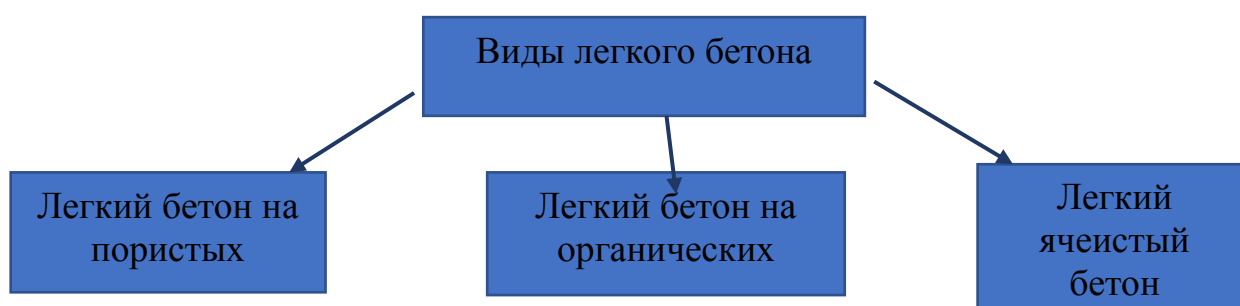 Виды легкого бетона
Легкий бетон на
пористых
Легкий бетон на
органических
Легкий
ячеистый
бетон